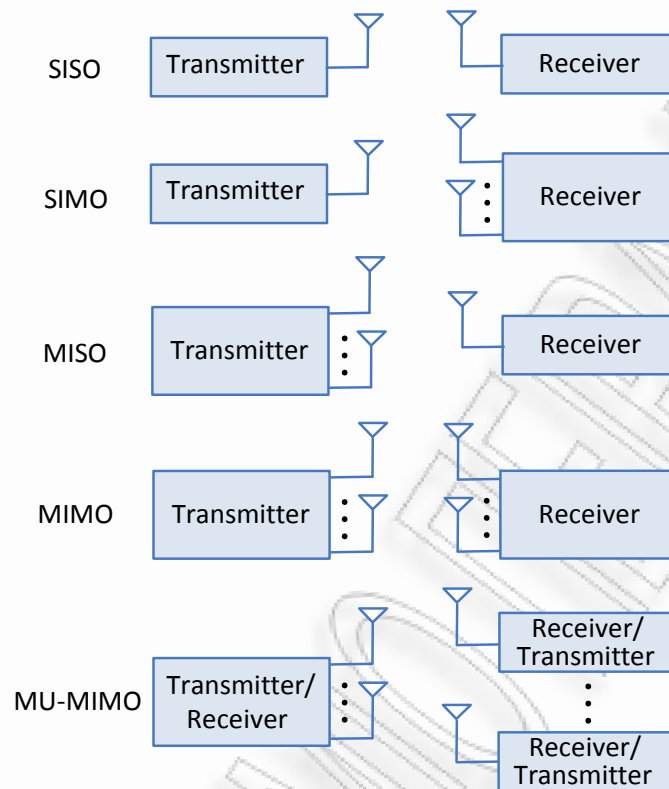 SISO
Transmitter
Receiver
SIMO
Transmitter
Receiver
MISO
Transmitter
Receiver
MIMO
Transmitter
Receiver
MU-MIMO
Transmitter/
Receiver
Receiver/
Transmitter
Receiver/
Transmitter